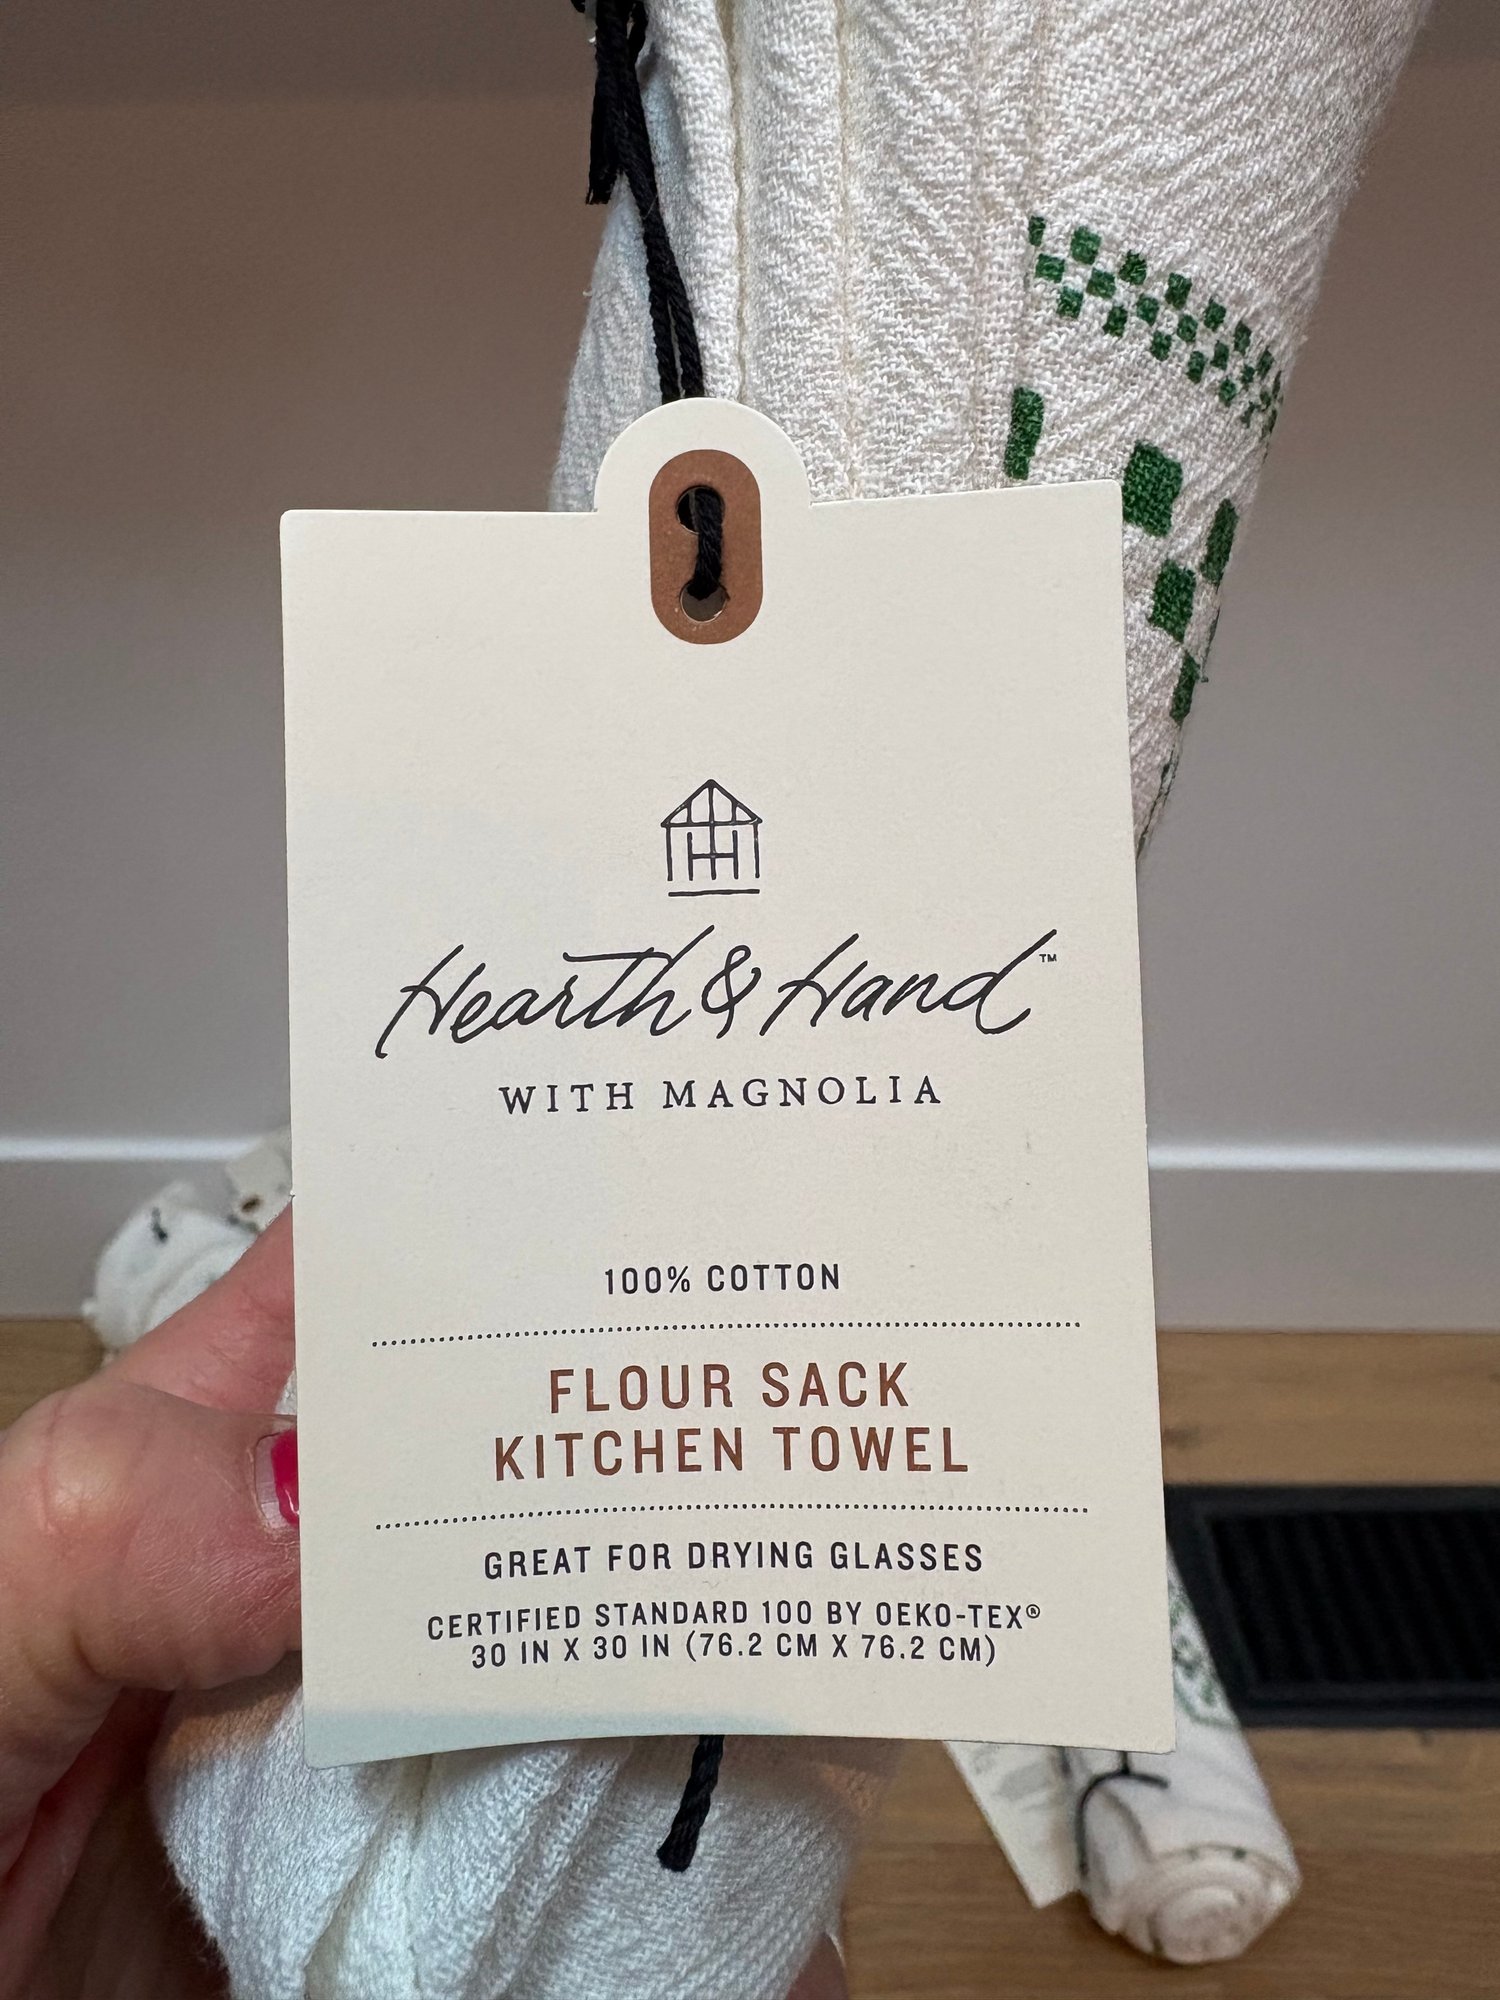 Hearth & Hand™
WITH MAGNOLIA
100% COTTON
FLOUR SACK
KITCHEN TOWEL
GREAT FOR DRYING GLASSES
CERTIFIED STANDARD 100 BY OEKO-TEX®
30 IN X 30 IN (76.2 CM X 76.2 CM)